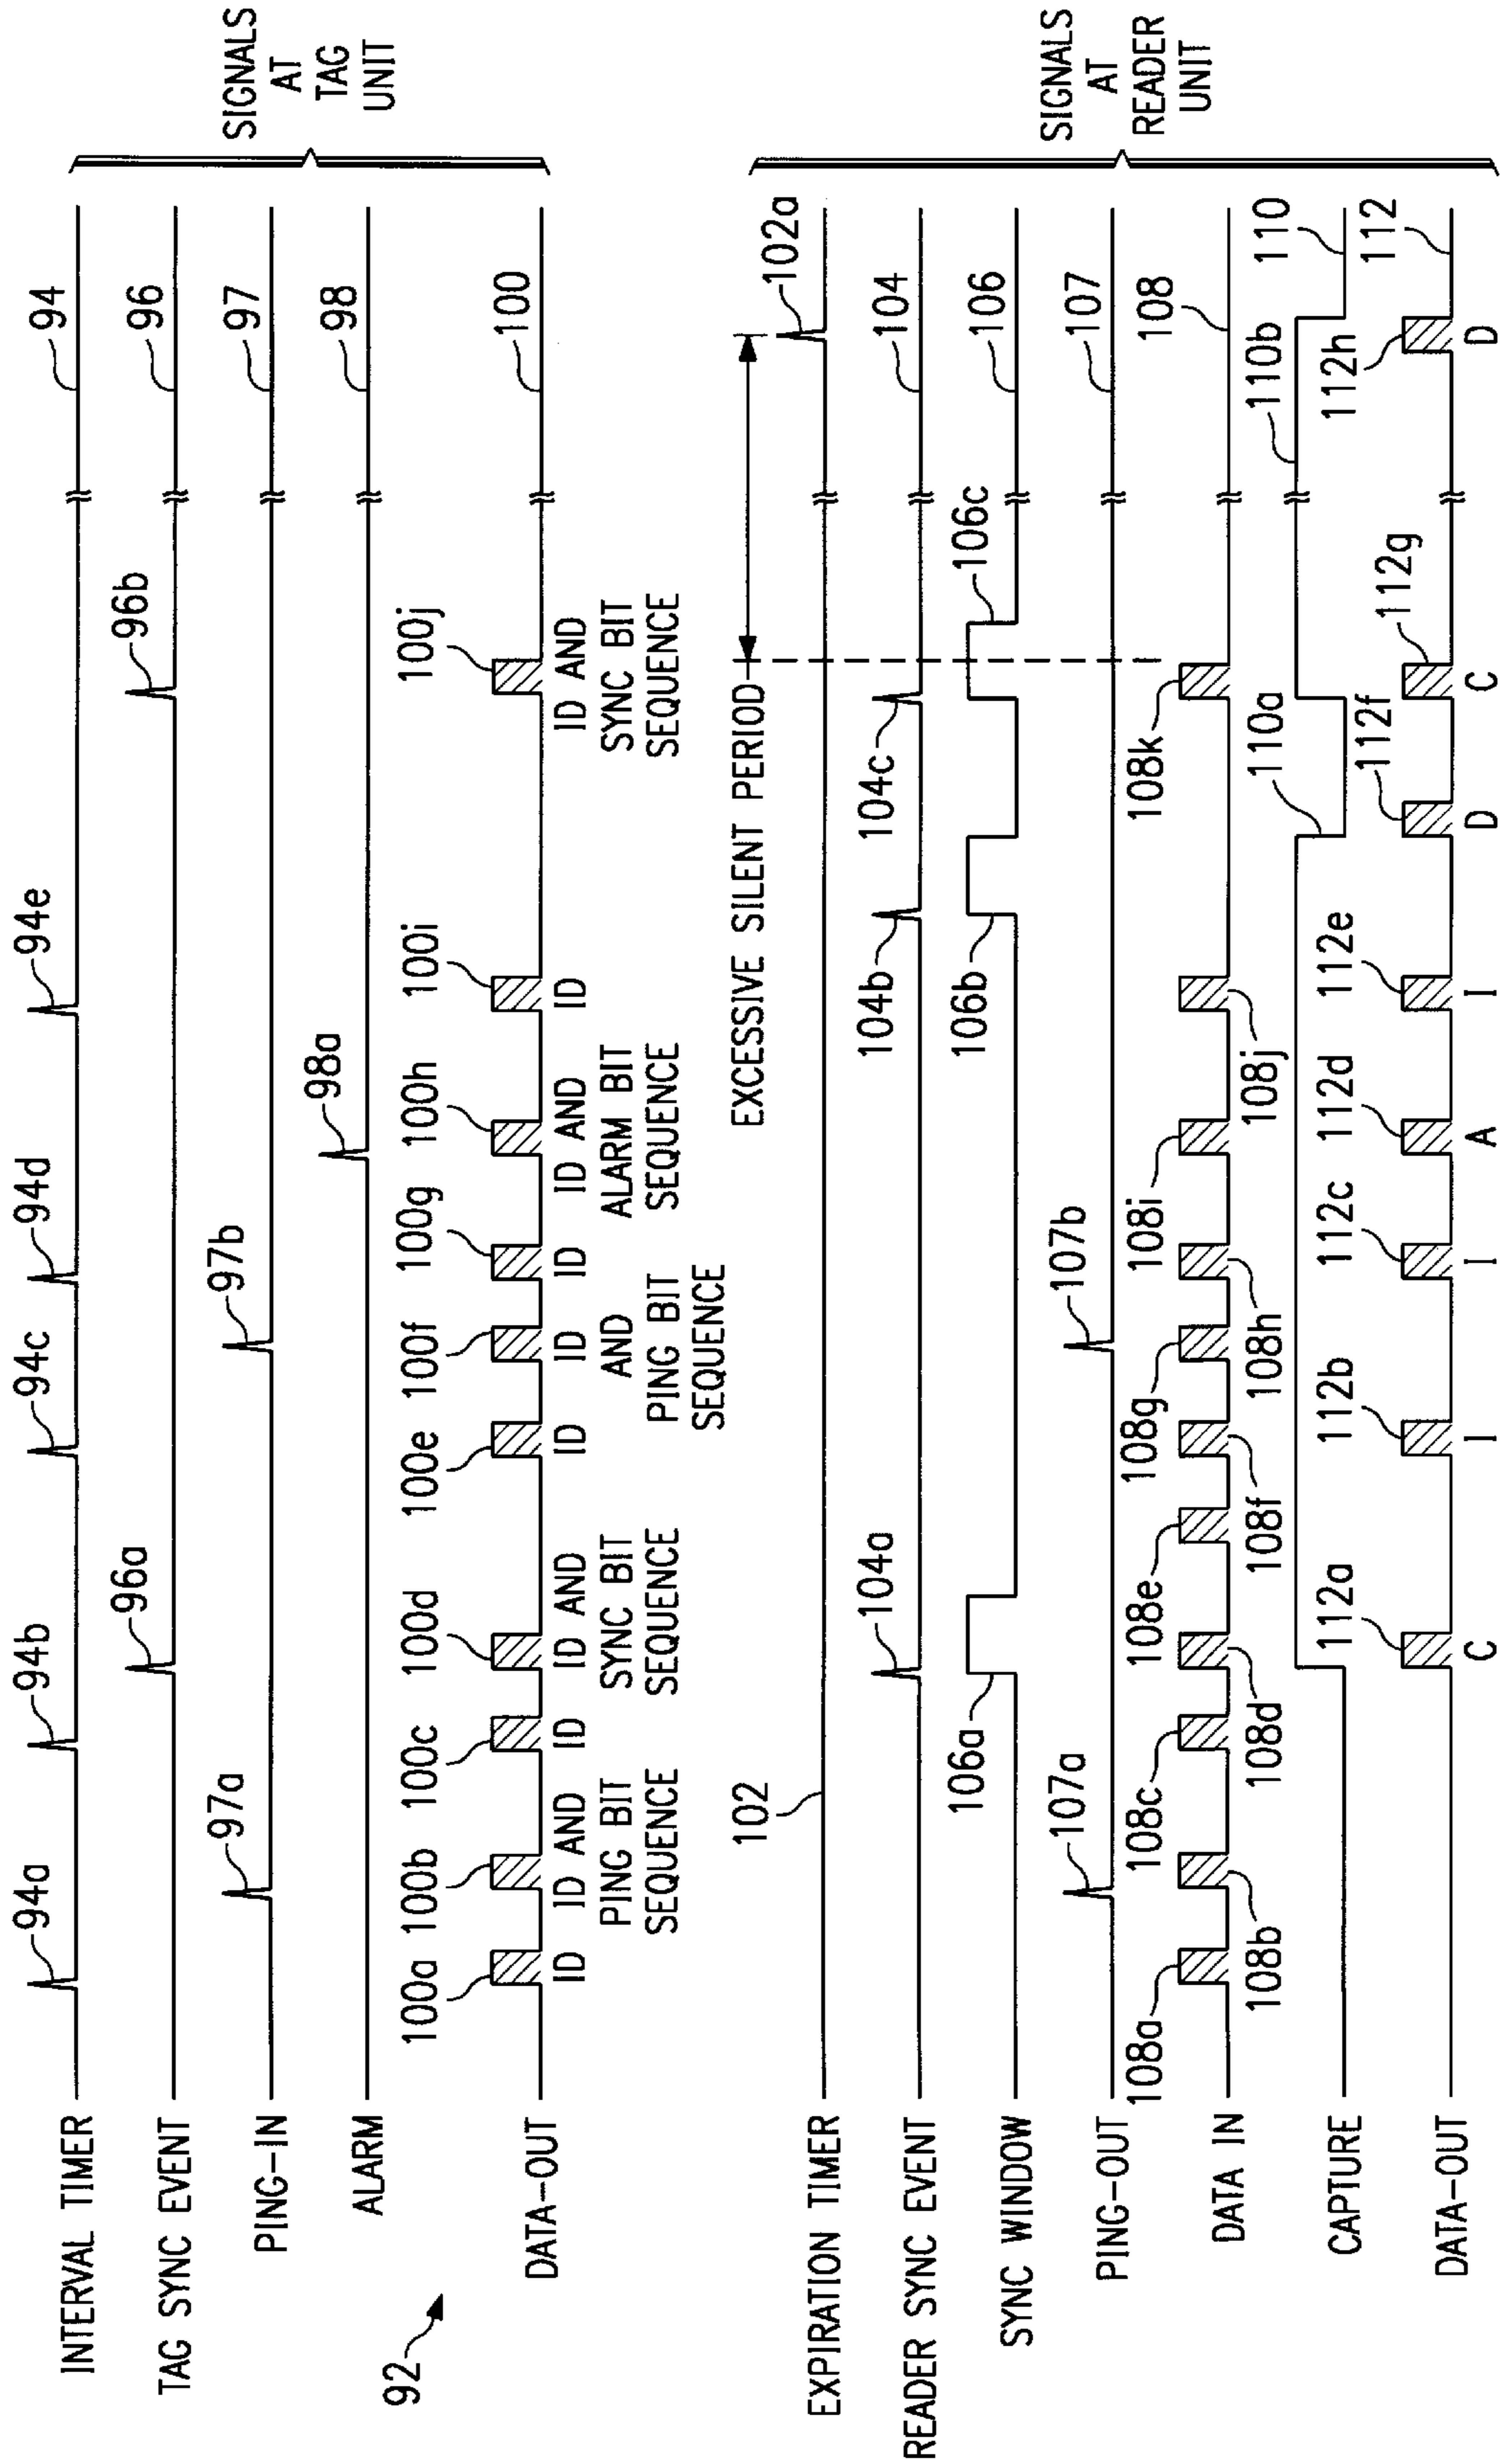 94a
94b
94c
94d
94e
94
INTERVAL TIMER
96a
96b
96
TAG SYNC EVENT
97a
97b
97
PING-IN
98a
98
ALARM
SIGNALS
AT
TAG
UNIT
100a
100b
100c
100d
100e
100f
100g
100h
100i
100j
100
DATA-OUT
ID
ID AND
PING BIT
SEQUENCE
ID
ID AND
SYNC BIT
SEQUENCE
ID
ID
AND
PING BIT
SEQUENCE
ID
ID AND
ALARM BIT
SEQUENCE
ID
ID AND
SYNC BIT
SEQUENCE
92
EXCESSIVE SILENT PERIOD
102
102a
EXPIRATION TIMER
104a
104b
104c
104
READER SYNC EVENT
106a
106b
106c
106
SYNC WINDOW
107a
107b
107
PING-OUT
SIGNALS
AT
READER
UNIT
108a
108b
108c
108d
108e
108f
108g
108h
108i
108j
108k
108
DATA IN
110a
110b
110
CAPTURE
112a
112b
112c
112d
112e
112f
112g
112h
112
DATA-OUT
C
I
I
A
I
D
C
D